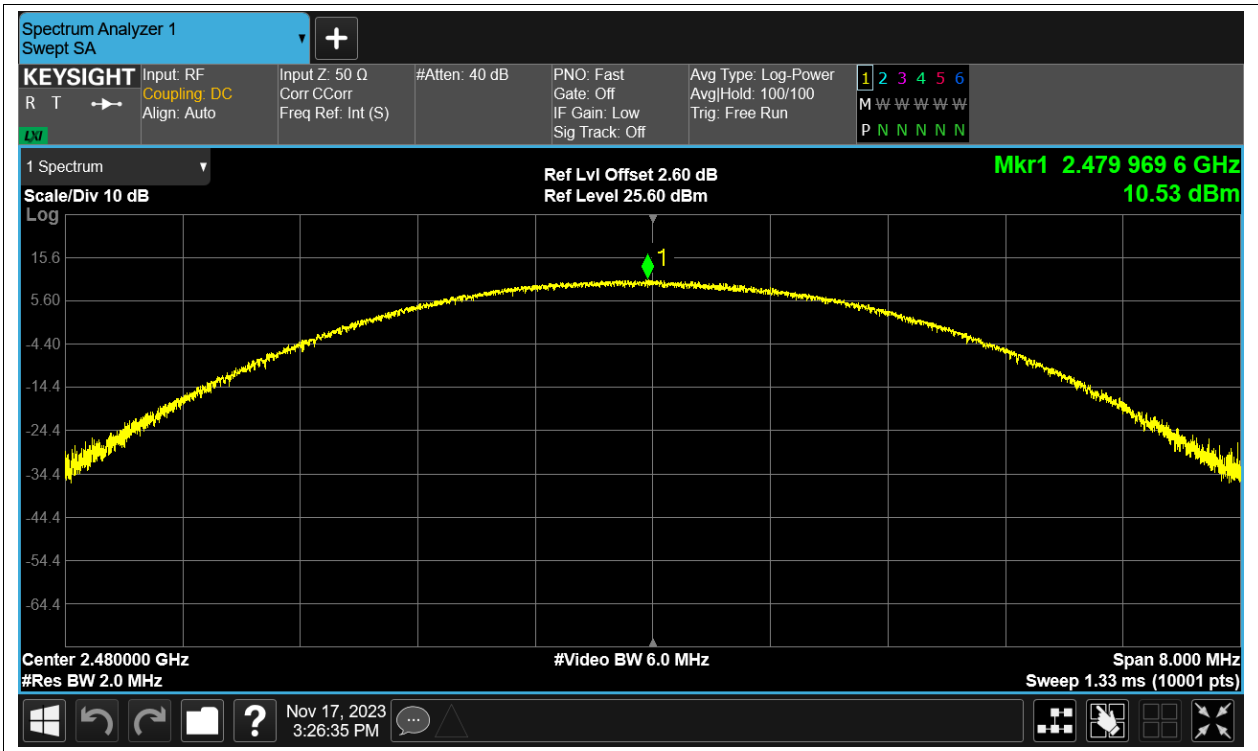 Spectrum Analyzer 1
Swept SA
KEYSIGHT
R T
LXI
Input: RF
Coupling: DC
Align: Auto
Input Z: 50 Ω
Corr CCorr
Freq Ref: Int (S)
#Atten: 40 dB
PNO: Fast
Gate: Off
IF Gain: Low
Sig Track: Off
Avg Type: Log-Power
Avg|Hold: 100/100
Trig: Free Run
1 2 3 4 5 6
M W W W W W
P N N N N N
1 Spectrum
Scale/Div 10 dB
Log
Ref Lvl Offset 2.60 dB
Ref Level 25.60 dBm
Mkr1 2.479 969 6 GHz
10.53 dBm
1
15.6
5.60
-4.40
-14.4
-24.4
-34.4
-44.4
-54.4
-64.4
Center 2.480000 GHz
#Res BW 2.0 MHz
#Video BW 6.0 MHz
Span 8.000 MHz
Sweep 1.33 ms (10001 pts)
?
Nov 17, 2023
3:26:35 PM